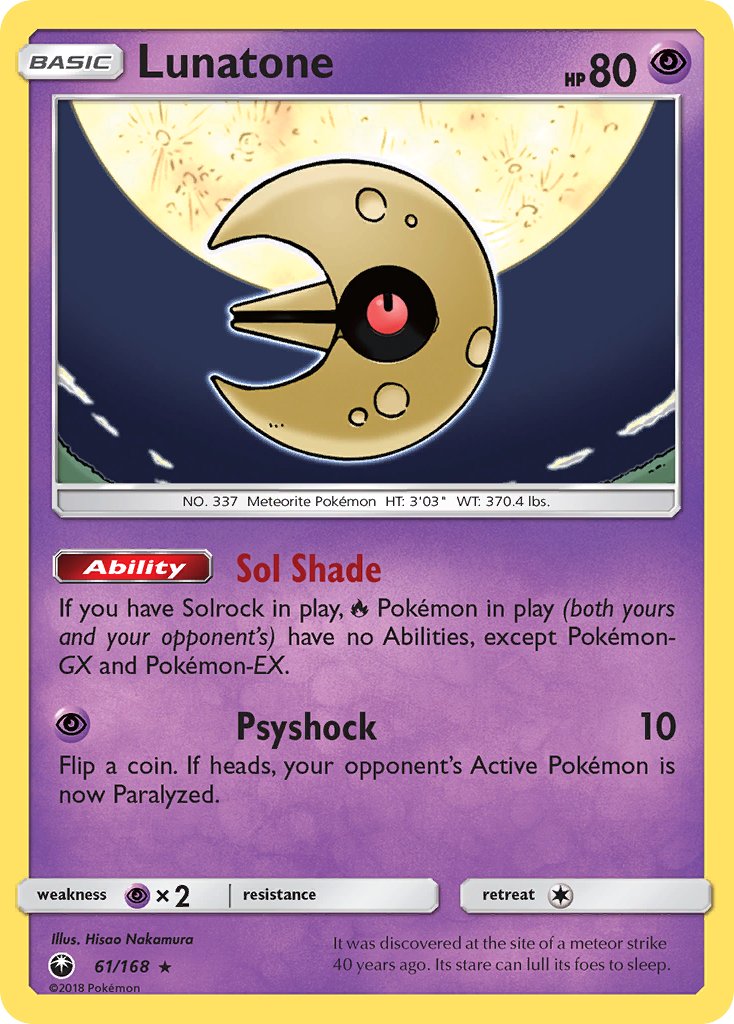 BASIC Lunatone HP 80
NO. 337 Meteorite Pokémon HT: 3'03" WT: 370.4 lbs.
Ability Sol Shade
If you have Solrock in play, Pokémon in play (both yours
and your opponent's) have no Abilities, except Pokémon-
GX and Pokémon-EX.
Psyshock 10
Flip a coin. If heads, your opponent's Active Pokémon is
now Paralyzed.
weakness ×2 resistance retreat
Illus. Hisao Nakamura
61/168 ★
©2018 Pokémon
It was discovered at the site of a meteor strike
40 years ago. Its stare can lull its foes to sleep.